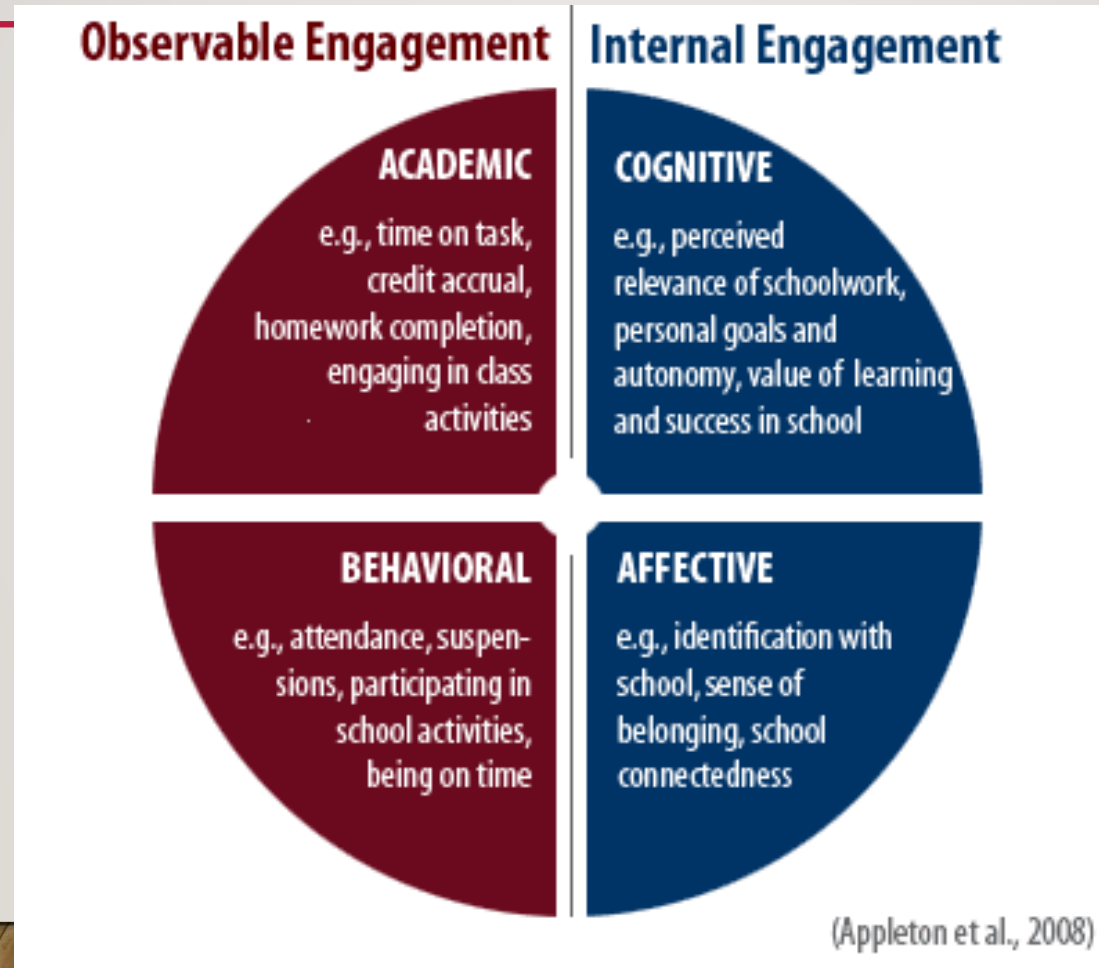 Observable Engagement
Internal Engagement
ACADEMIC
e.g., time on task,
credit accrual,
homework completion,
engaging in class
activities
COGNITIVE
e.g., perceived
relevance of schoolwork,
personal goals and
autonomy, value of learning
and success in school
BEHAVIORAL
e.g., attendance, suspen-
sions, participating in
school activities,
being on time
AFFECTIVE
e.g., identification with
school, sense of
belonging, school
connectedness
(Appleton et al., 2008)